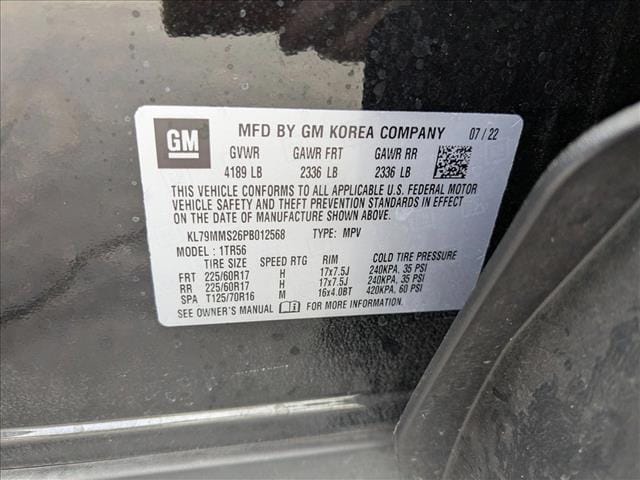 GM MFD BY GM KOREA COMPANY 07/22
GVWR GAWR FRT GAWR RR
4189 LB 2336 LB 2336 LB
THIS VEHICLE CONFORMS TO ALL APPLICABLE U.S. FEDERAL MOTOR
VEHICLE SAFETY AND THEFT PREVENTION STANDARDS IN EFFECT
ON THE DATE OF MANUFACTURE SHOWN ABOVE.
KL79MMS26PB012568 TYPE: MPV
MODEL: 1TR56
TIRE SIZE SPEED RTG RIM COLD TIRE PRESSURE
FRT 225/60R17 H 17x7.5J 240KPA, 35 PSI
RR 225/60R17 H 17x7.5J 240KPA, 35 PSI
SPA T125/70R16 M 16x4.0BT 420KPA, 60 PSI
SEE OWNER'S MANUAL FOR MORE INFORMATION.